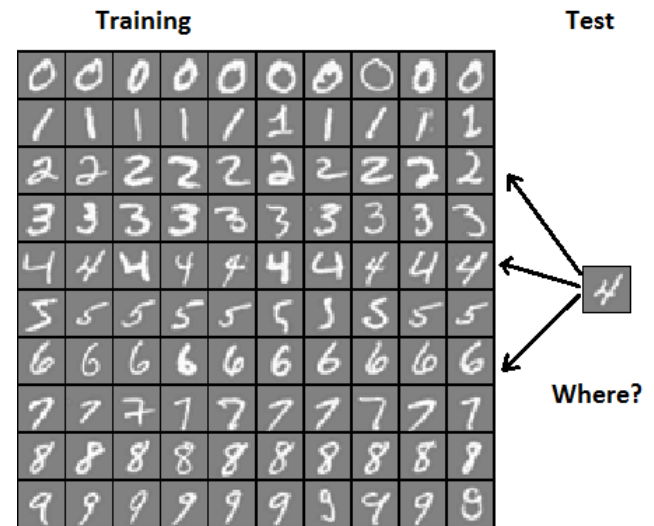 Training Test
0 0 0 0 0 0 0 0 0 0
1 1 1 1 1 1 1 1 1 1
2 2 2 2 2 2 2 2 2 2
3 3 3 3 3 3 3 3 3 3
4 4 4 4 4 4 4 4 4 4
4
5 5 5 5 5 5 5 5 5 5
6 6 6 6 6 6 6 6 6 6
Where?
7 7 7 7 7 7 7 7 7 7
8 8 8 8 8 8 8 8 8 8
9 9 9 9 9 9 9 9 9 9